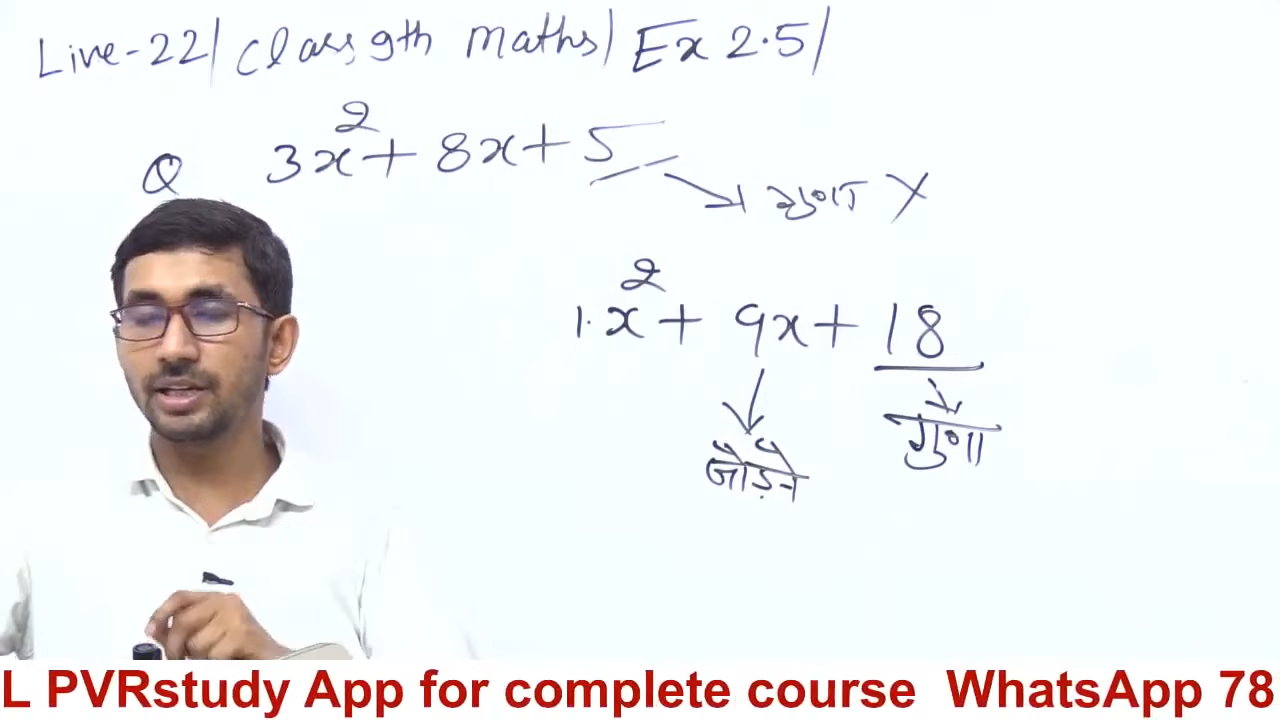 Live-22| Class 9th maths| Ex 2.5|
Q 3x²+ 8x+5
गुणा X
1.x²+ 9x+18
जोड़ने गुणा
L PVRstudy App for complete course WhatsApp 78